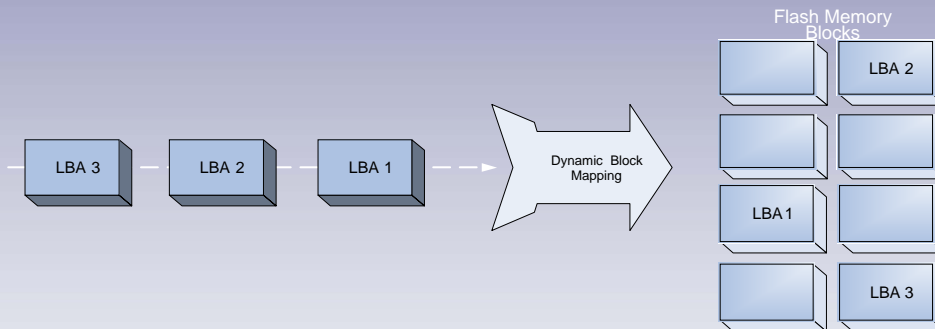 Flash Memory
Blocks
LBA 2
LBA 3
LBA 2
LBA 1
Dynamic Block
Mapping
LBA 1
LBA 3